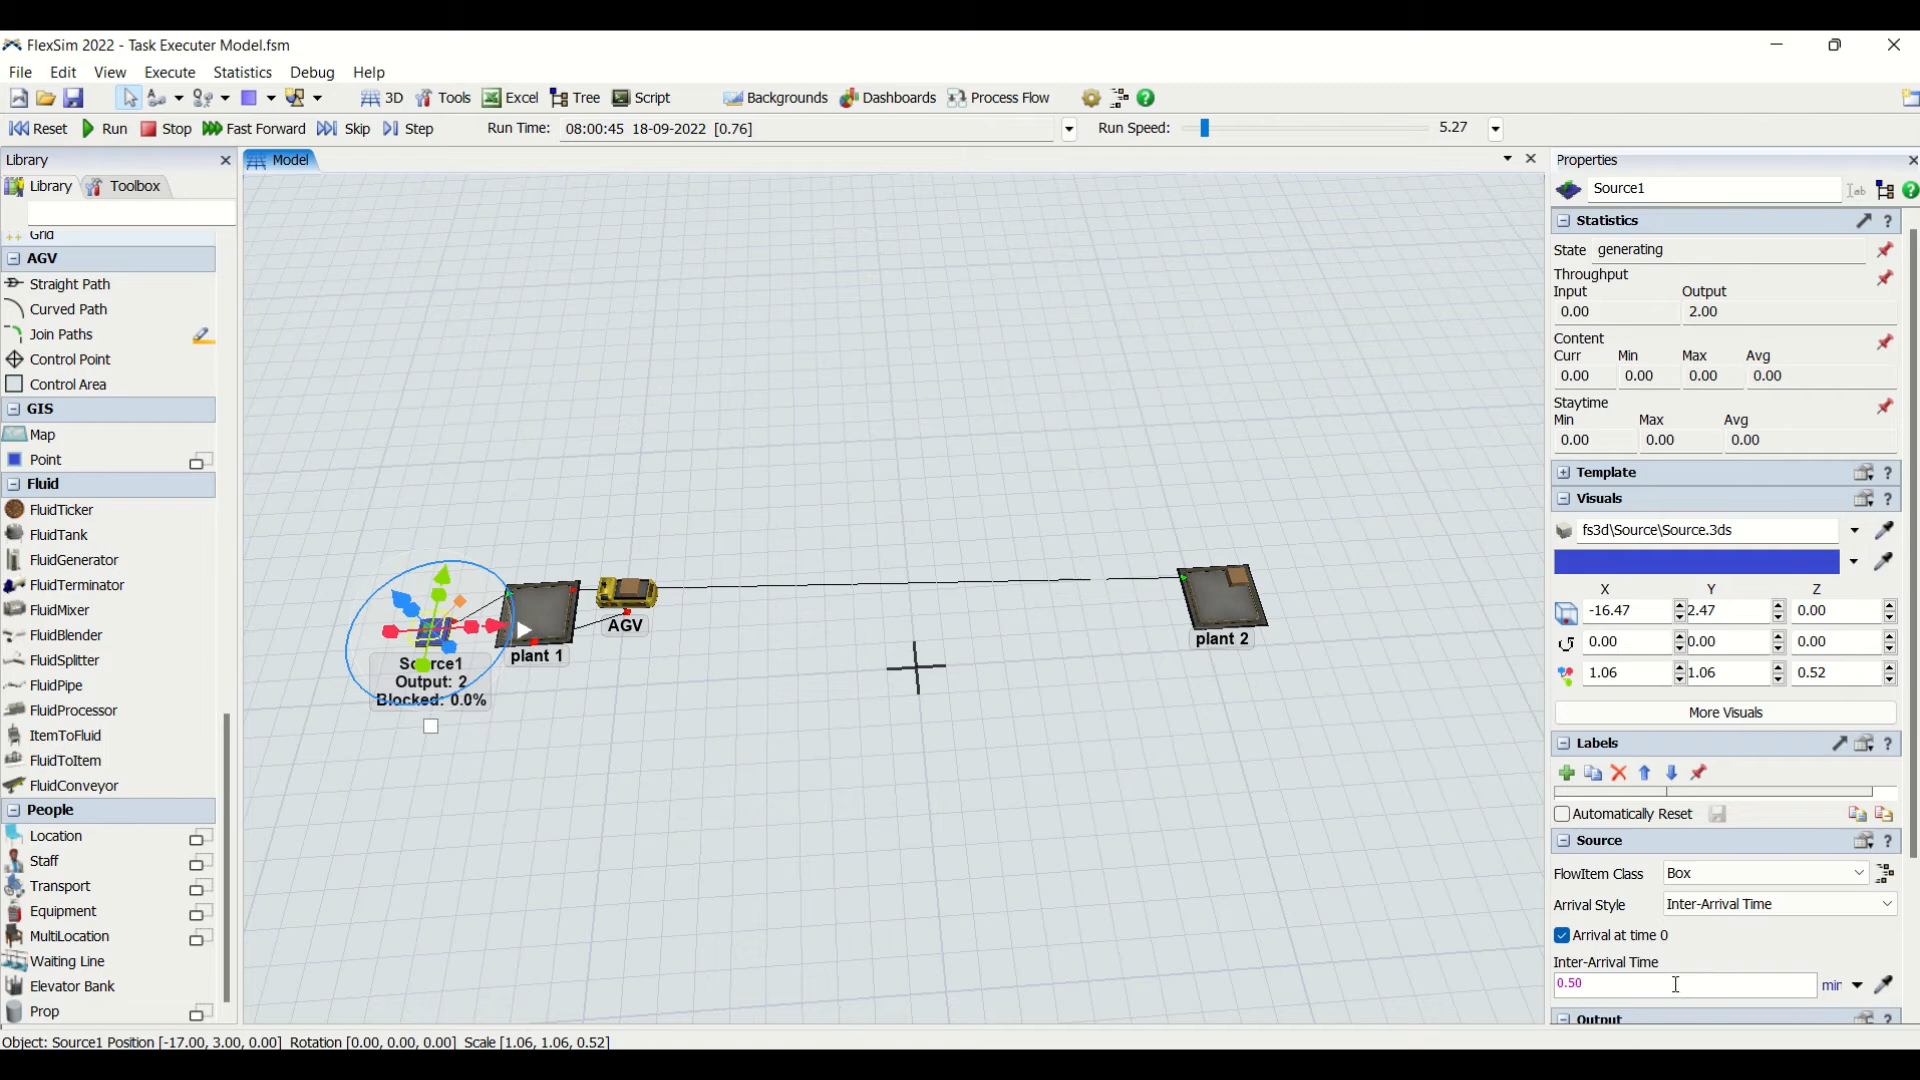 FlexSim 2022 - Task Executer Model.fsm
File Edit View Execute Statistics Debug Help
3D Tools Excel Tree Script Backgrounds Dashboards Process Flow
Reset Run Stop Fast Forward Skip Step Run Time: 08:00:45 18-09-2022 [0.76] Run Speed: 5.27
Library
Library Toolbox
Grid
AGV
Straight Path
Curved Path
Join Paths
Control Point
Control Area
GIS
Map
Point
Fluid
FluidTicker
FluidTank
FluidGenerator
FluidTerminator
FluidMixer
FluidBlender
FluidSplitter
FluidPipe
FluidProcessor
ItemToFluid
FluidToItem
FluidConveyor
People
Location
Staff
Transport
Equipment
MultiLocation
Waiting Line
Elevator Bank
Prop
Model
AGV
plant 1
plant 2
Source1
Output: 2
Blocked: 0.0%
Properties
Source1
Statistics
State generating
Throughput
Input Output
0.00 2.00
Content
Curr Min Max Avg
0.00 0.00 0.00 0.00
Staytime
Min Max Avg
0.00 0.00 0.00
Template
Visuals
fs3d\Source\Source.3ds
X Y Z
-16.47 2.47 0.00
0.00 0.00 0.00
1.06 1.06 0.52
More Visuals
Labels
Automatically Reset
Source
FlowItem Class Box
Arrival Style Inter-Arrival Time
Arrival at time 0
Inter-Arrival Time
0.50 min
Output
Object: Source1 Position [-17.00, 3.00, 0.00] Rotation [0.00, 0.00, 0.00] Scale [1.06, 1.06, 0.52]